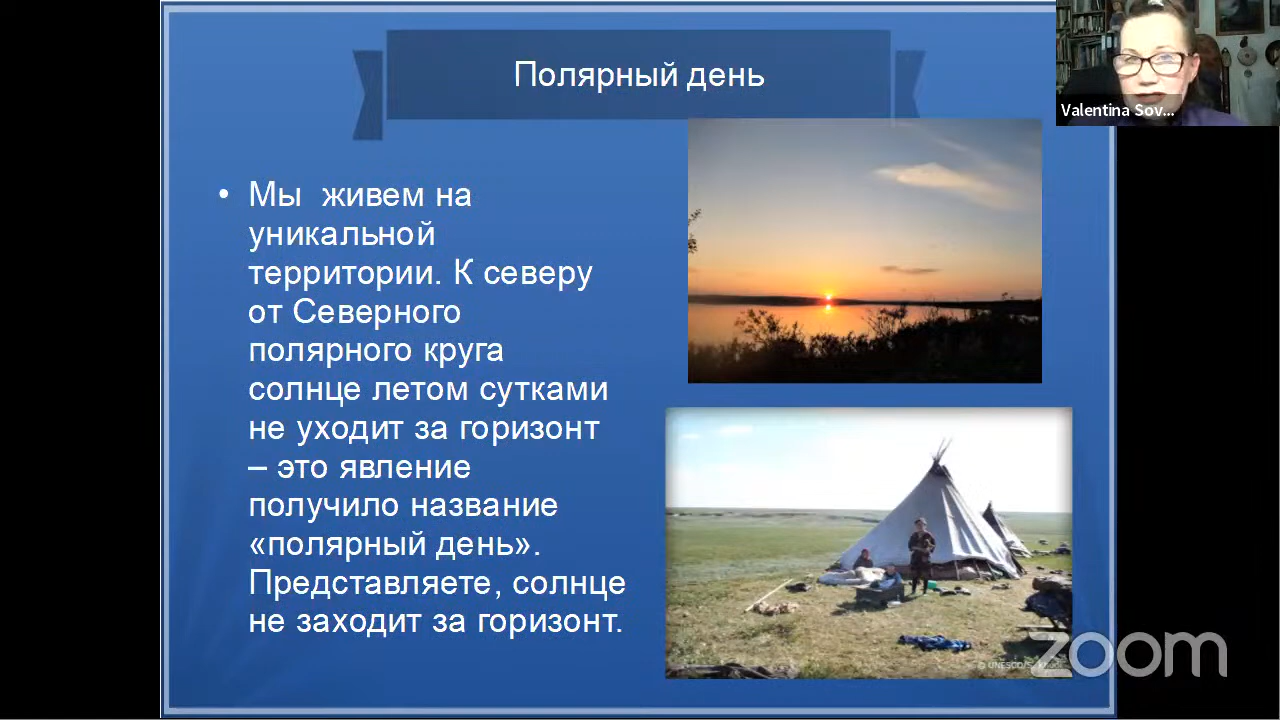 Полярный день
Valentina Sov...
• Мы живем на
уникальной
территории. К северу
от Северного
полярного круга
солнце летом сутками
не уходит за горизонт
– это явление
получило название
«полярный день».
Представляете, солнце
не заходит за горизонт.
© UNESCO/S.
zoom